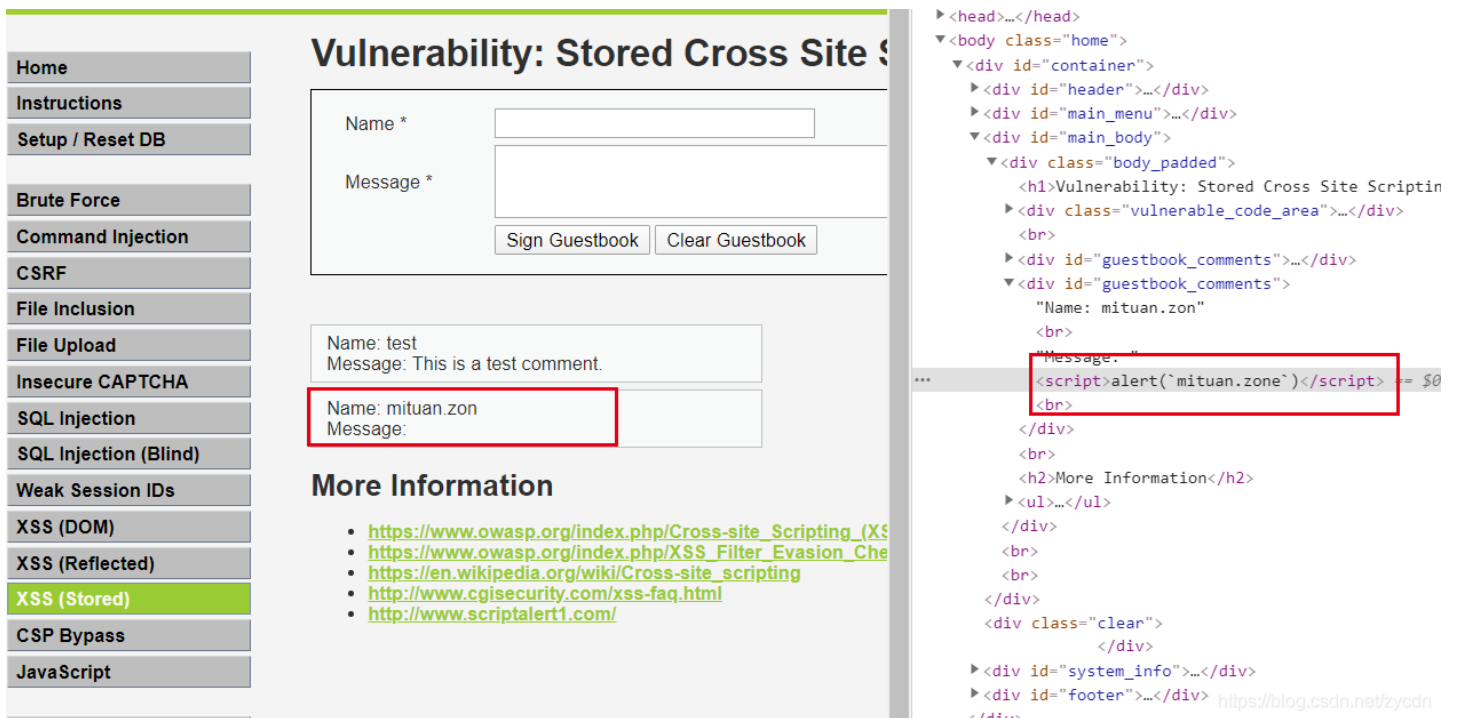 Home
Instructions
Setup / Reset DB
Brute Force
Command Injection
CSRF
File Inclusion
File Upload
Insecure CAPTCHA
SQL Injection
SQL Injection (Blind)
Weak Session IDs
XSS (DOM)
XSS (Reflected)
XSS (Stored)
CSP Bypass
JavaScript
Vulnerability: Stored Cross Site
Name *
Message *
Sign Guestbook
Clear Guestbook
Name: test
Message: This is a test comment.
Name: mituan.zon
Message:
More Information
https://www.owasp.org/index.php/Cross-site_Scripting_(XS
https://www.owasp.org/index.php/XSS_Filter_Evasion_Che
https://en.wikipedia.org/wiki/Cross-site_scripting
http://www.cgisecurity.com/xss-faq.html
http://www.scriptalert1.com/
<head>…</head>
<body class="home">
<div id="container">
<div id="header">…</div>
<div id="main_menu">…</div>
<div id="main_body">
<div class="body_padded">
<h1>Vulnerability: Stored Cross Site Scriptin
<div class="vulnerable_code_area">…</div>
<br>
<div id="guestbook_comments">…</div>
<div id="guestbook_comments">
"Name: mituan.zon"
<br>
"Message: "
<script>alert(`mituan.zone`)</script> == $0
<br>
</div>
<br>
<h2>More Information</h2>
<ul>…</ul>
</div>
<br>
<br>
</div>
<div class="clear">
</div>
<div id="system_info">…</div>
<div id="footer">…</div>
https://blog.csdn.net/zycdn
</div>